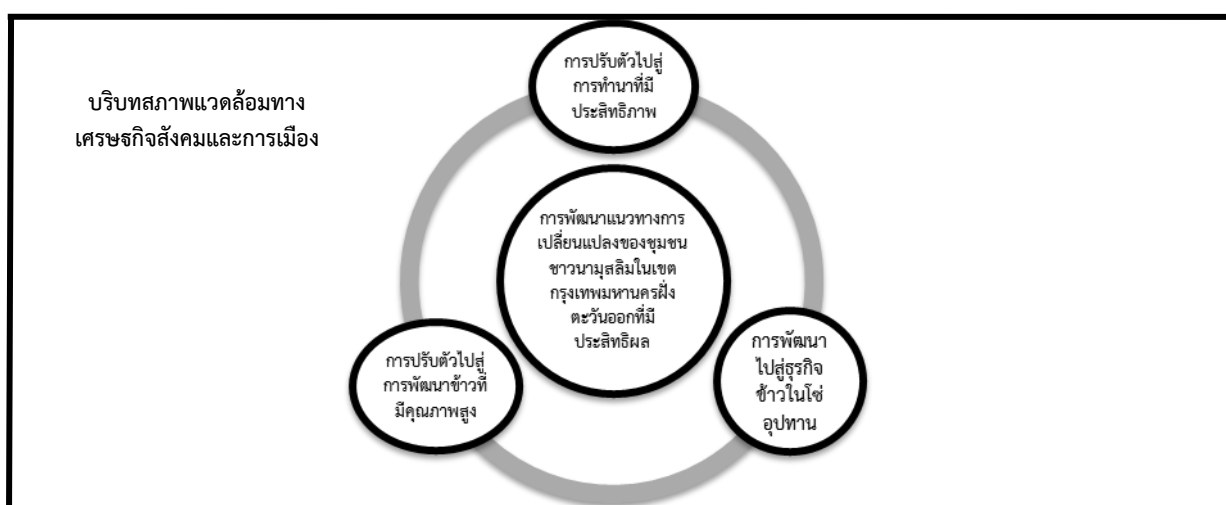 บริบทสภาพแวดล้อมทาง
เศรษฐกิจสังคมและการเมือง
การปรับตัวไปสู่
การทำนาที่มี
ประสิทธิภาพ
การพัฒนาแนวทางการ
เปลี่ยนแปลงของชุมชน
ชาวนามุสลิมในเขต
กรุงเทพมหานครฝั่ง
ตะวันออกที่มี
ประสิทธิผล
การปรับตัวไปสู่
การพัฒนาข้าวที่
มีคุณภาพสูง
การพัฒนา
ไปสู่ธุรกิจ
ข้าวในโซ่
อุปทาน